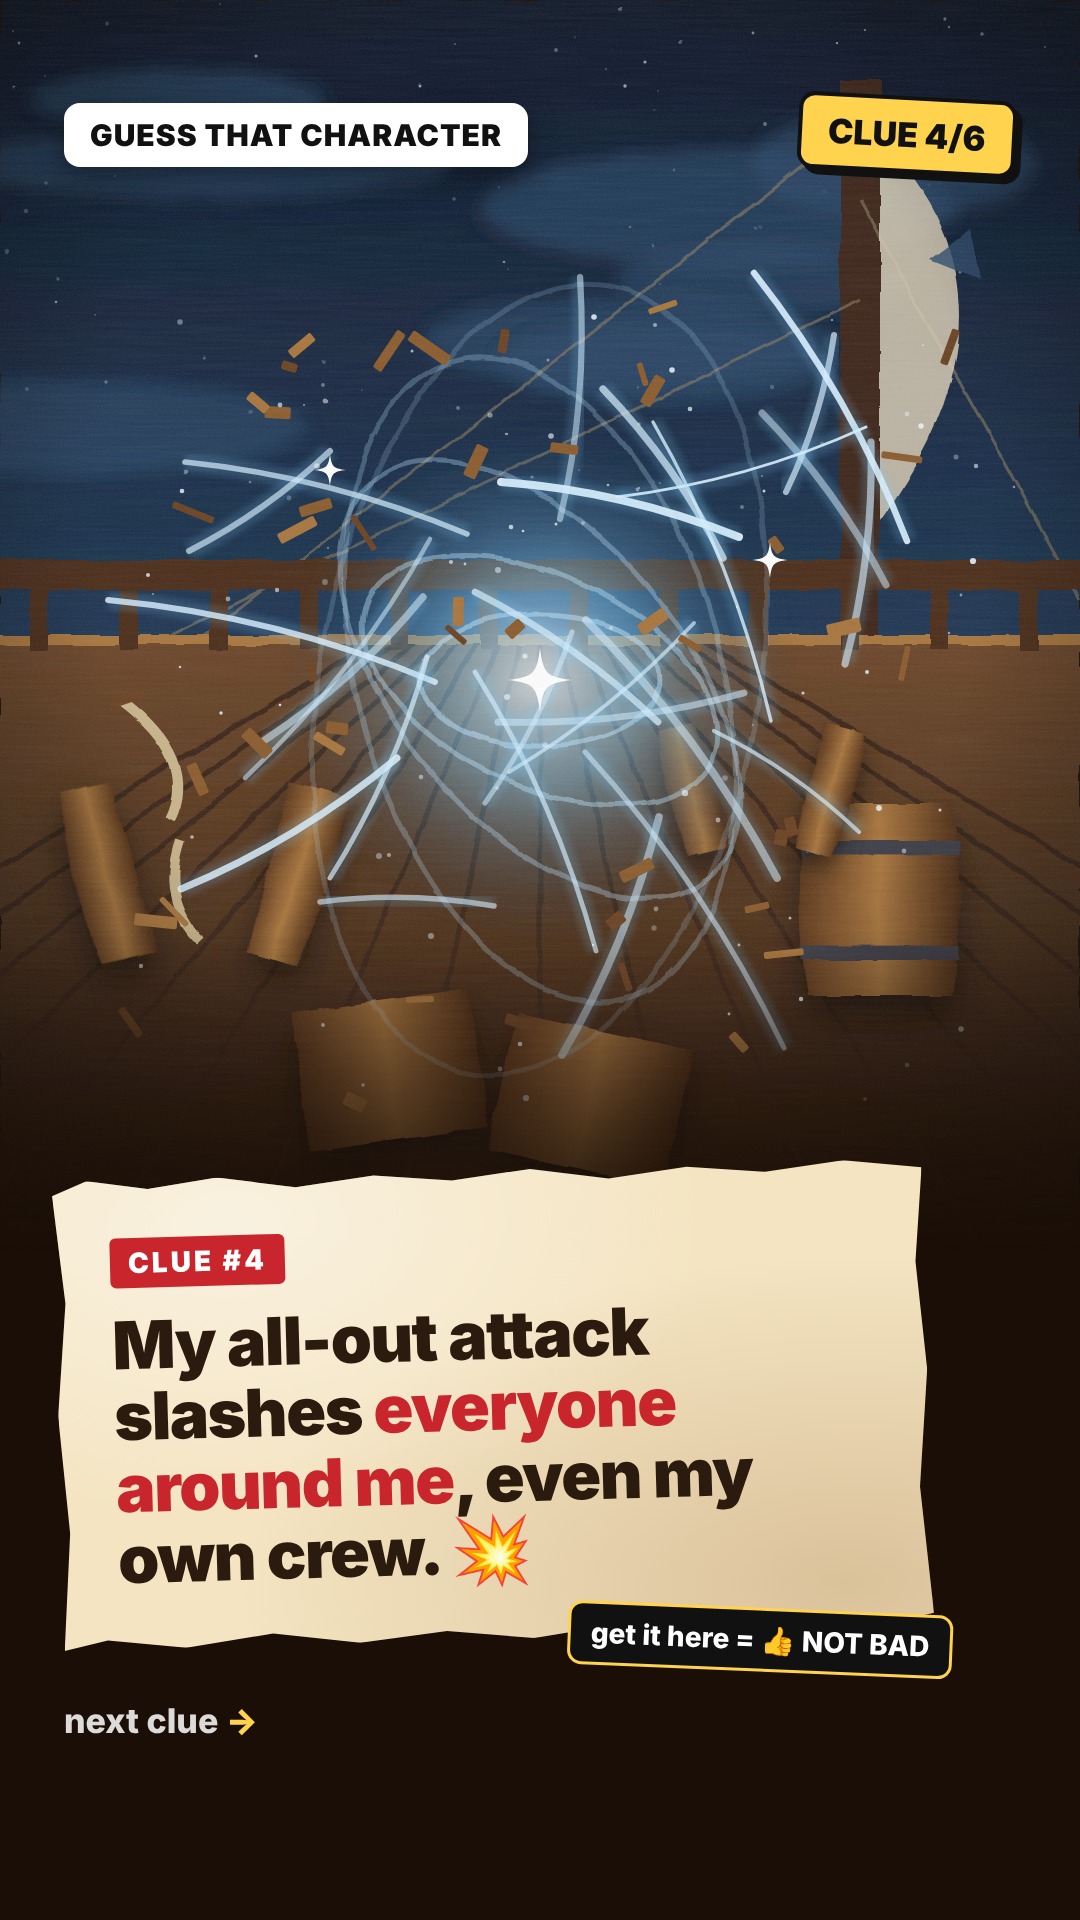 GUESS THAT CHARACTER
CLUE 4/6
CLUE #4
My all-out attack
slashes everyone
around me, even my
own crew. 💥
get it here = 👍 NOT BAD
next clue →